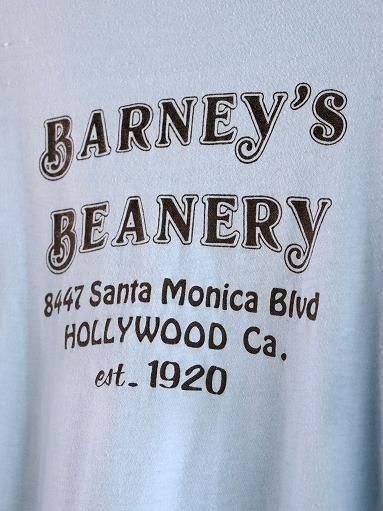 BARNEY'S
BEANERY
8447 Santa Monica Blvd
HOLLYWOOD Ca.
est. 1920